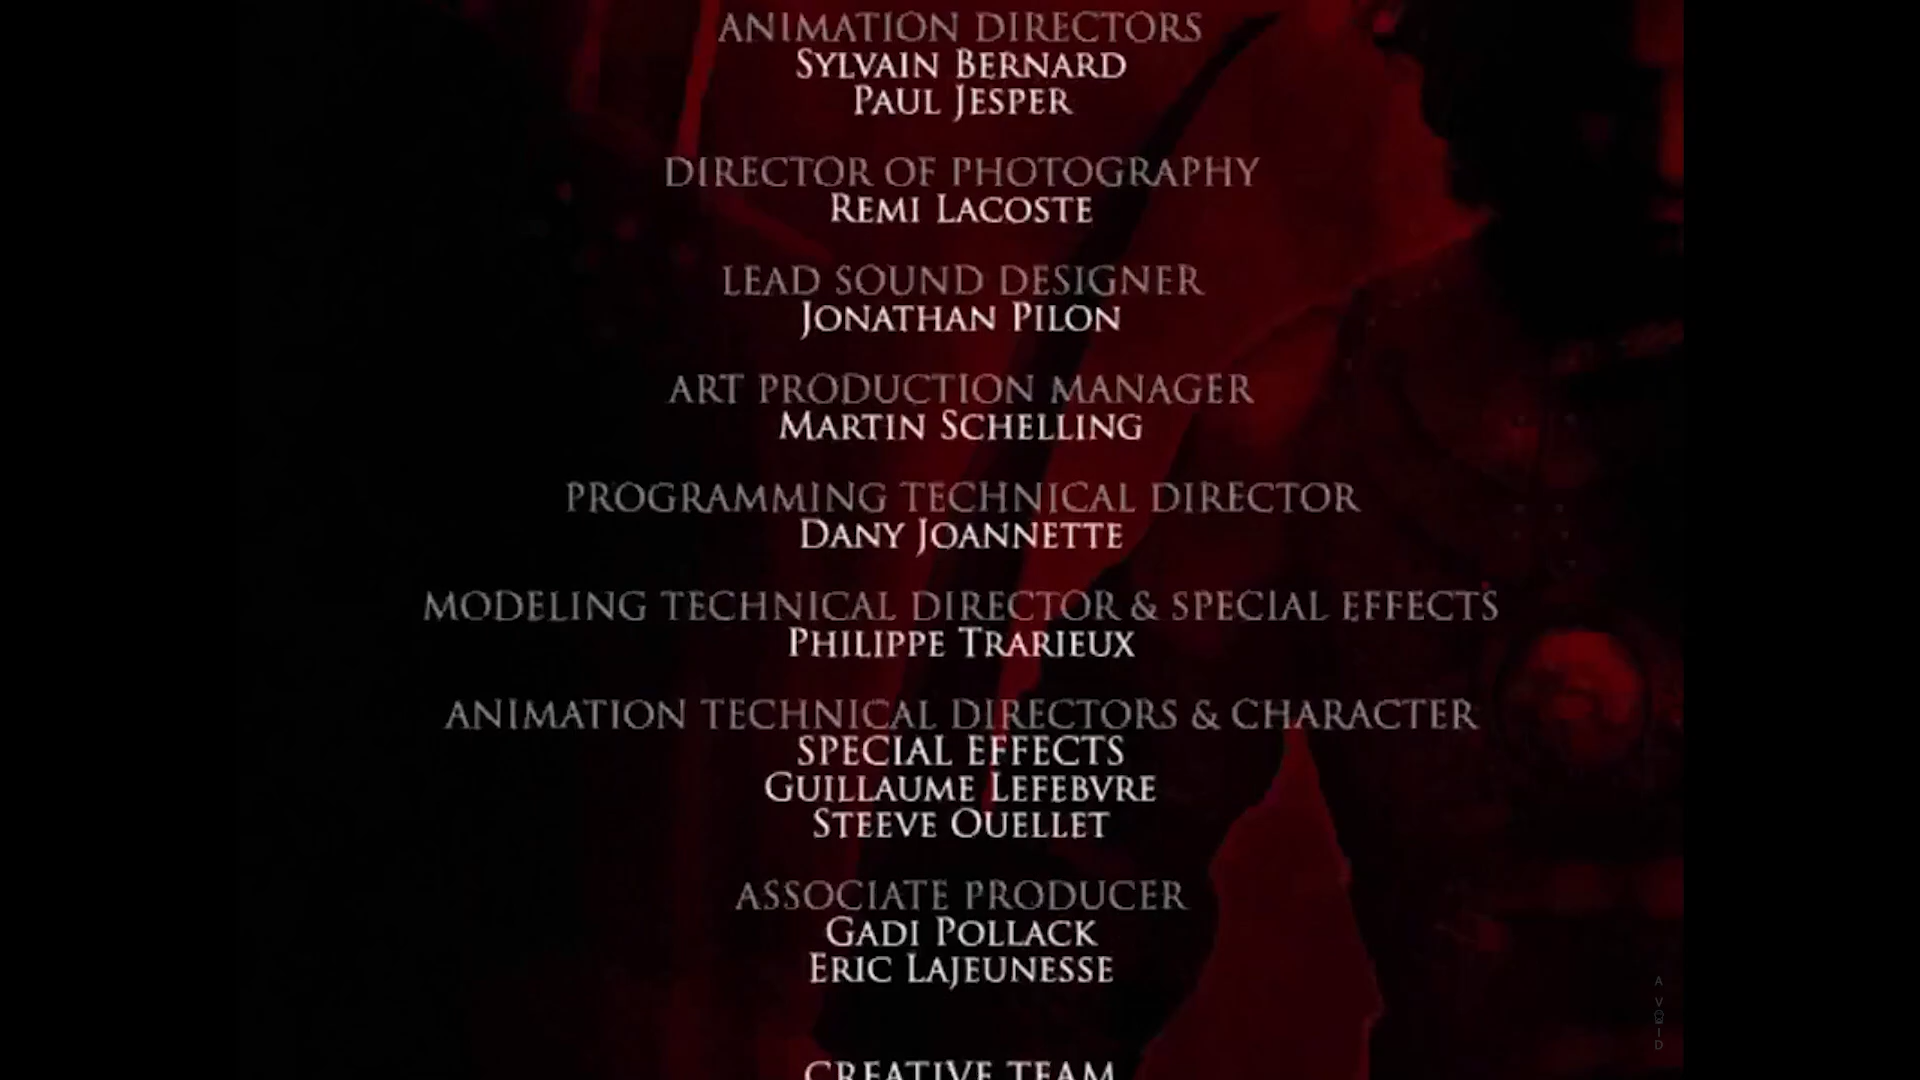 ANIMATION DIRECTORS
SYLVAIN BERNARD
PAUL JESPER
DIRECTOR OF PHOTOGRAPHY
REMI LACOSTE
LEAD SOUND DESIGNER
JONATHAN PILON
ART PRODUCTION MANAGER
MARTIN SCHELLING
PROGRAMMING TECHNICAL DIRECTOR
DANY JOANNETTE
MODELING TECHNICAL DIRECTOR & SPECIAL EFFECTS
PHILIPPE TRARIEUX
ANIMATION TECHNICAL DIRECTORS & CHARACTER
SPECIAL EFFECTS
GUILLAUME LEFEBVRE
STEEVE OUELLET
ASSOCIATE PRODUCER
GADI POLLACK
ERIC LAJEUNESSE
CREATIVE TEAM
AVOID